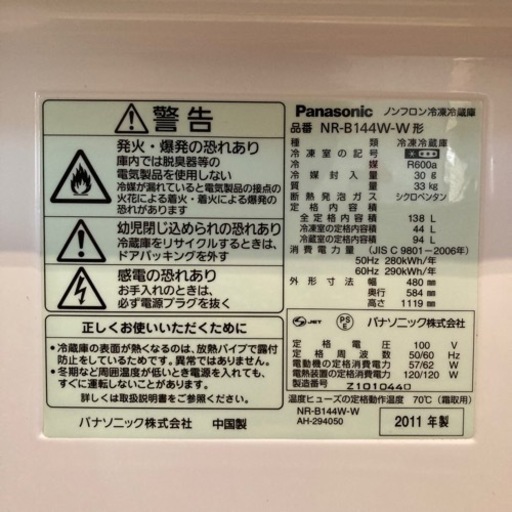 警告
発火・爆発の恐れあり
庫内では脱臭器等の
電気製品を使用しない
冷媒が漏れていると電気製品の接点の
火花による着火・着火による爆発の恐れあり
幼児閉じ込められの恐れあり
冷蔵庫をリサイクルするときは、
ドアパッキングを外す
感電の恐れあり
お手入れのときは、
必ず電源プラグを抜く
正しくお使いいただくために
●冷蔵庫の表面が熱くなるのは、放熱パイプで露付
防止をしているためです。異常ではありません。
●冬期など周囲温度が低いとき電源を入れても、
すぐに運転しないことがあります。
詳しくは取扱説明書をご覧ください。
パナソニック株式会社 中国製
Panasonic ノンフロン冷凍冷蔵庫
品番 NR-B144W-W形
種類 冷凍冷蔵庫
冷凍室の記号
冷媒 R600a
冷媒封入量 30g
質量 33kg
断熱発泡ガス シクロペンタン
定格内容積
全定格内容積 138 L
冷凍室の定格内容積 44 L
冷蔵室の定格内容積 94 L
消費電力量 (JIS C 9801-2006年)
50Hz 280kWh/年
60Hz 290kWh/年
外形寸法 幅 480 mm
奥行 584 mm
高さ 1119 mm
JET PSE パナソニック株式会社
定格電圧 100 V
定格周波数 50/60 Hz
電動機の定格消費電力 57/62 W
電熱装置の定格消費電力 120/120 W
製造番号 Z1010440
温度ヒューズの定格動作温度 70℃ (霜取用)
NR-B144W-W
AH-294050
2011 年製